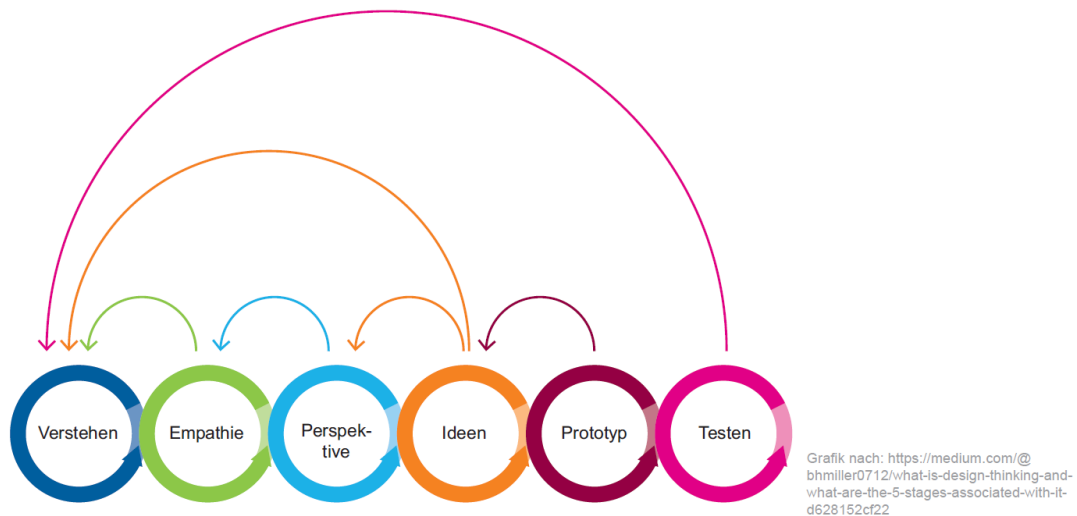 Verstehen
Empathie
Perspek-
tive
Ideen
Prototyp
Testen
Grafik nach: https://medium.com/@
bhmiller0712/what-is-design-thinking-and-
what-are-the-5-stages-associated-with-it-
d628152cf22